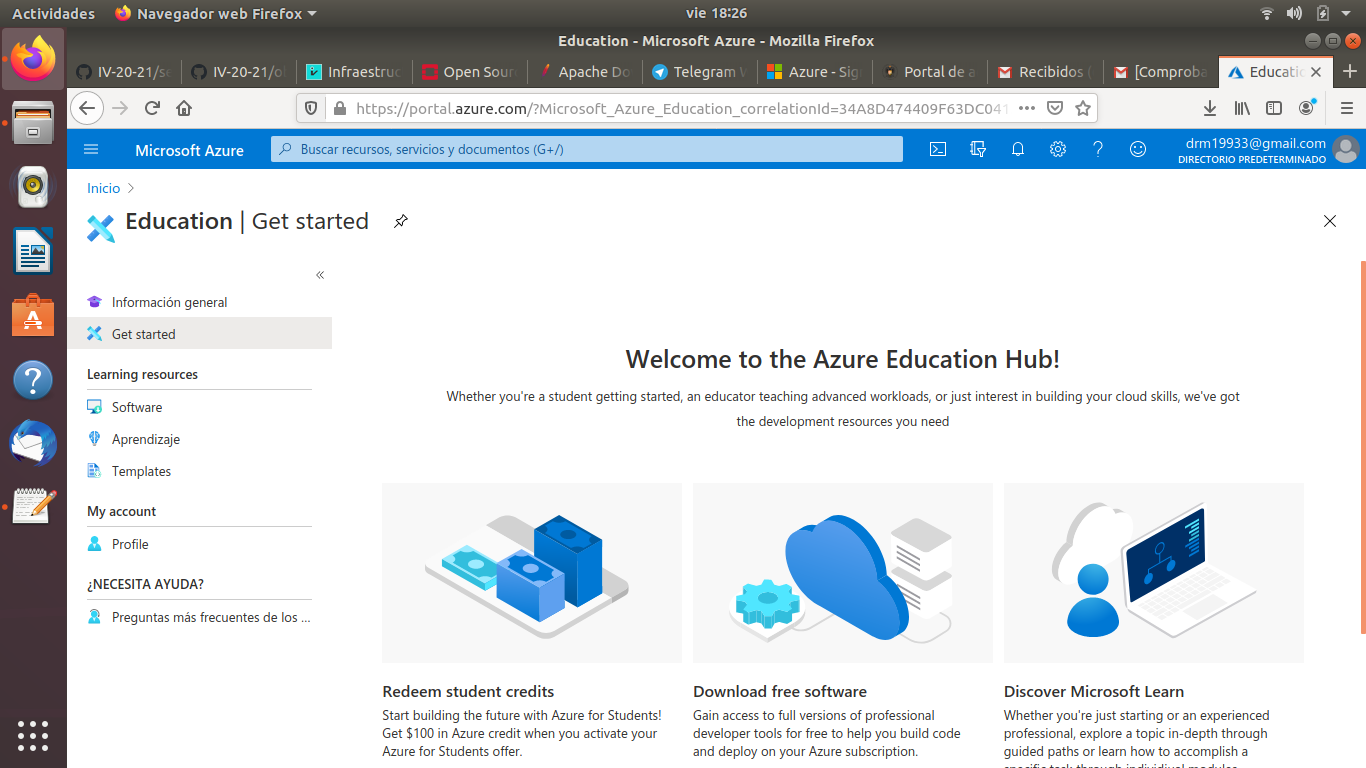 Actividades Navegador web Firefox vie 18:26
Education - Microsoft Azure - Mozilla Firefox
IV-20-21/se IV-20-21/o Infraestruc Open Sour Apache Do Telegram Azure - Sig Portal de a Recibidos ( [Comproba Educatic
https://portal.azure.com/?Microsoft_Azure_Education_correlationId=34A8D474409F63DC041
Microsoft Azure Buscar recursos, servicios y documentos (G+/) drm19933@gmail.com
DIRECTORIO PREDETERMINADO
Inicio
Education | Get started
Información general
Get started
Learning resources
Software
Aprendizaje
Templates
My account
Profile
¿NECESITA AYUDA?
Preguntas más frecuentes de los ...
Welcome to the Azure Education Hub!
Whether you're a student getting started, an educator teaching advanced workloads, or just interest in building your cloud skills, we've got
the development resources you need
Redeem student credits
Start building the future with Azure for Students!
Get $100 in Azure credit when you activate your
Azure for Students offer.
Download free software
Gain access to full versions of professional
developer tools for free to help you build code
and deploy on your Azure subscription.
Discover Microsoft Learn
Whether you're just starting or an experienced
professional, explore a topic in-depth through
guided paths or learn how to accomplish a
specific task through individual modules